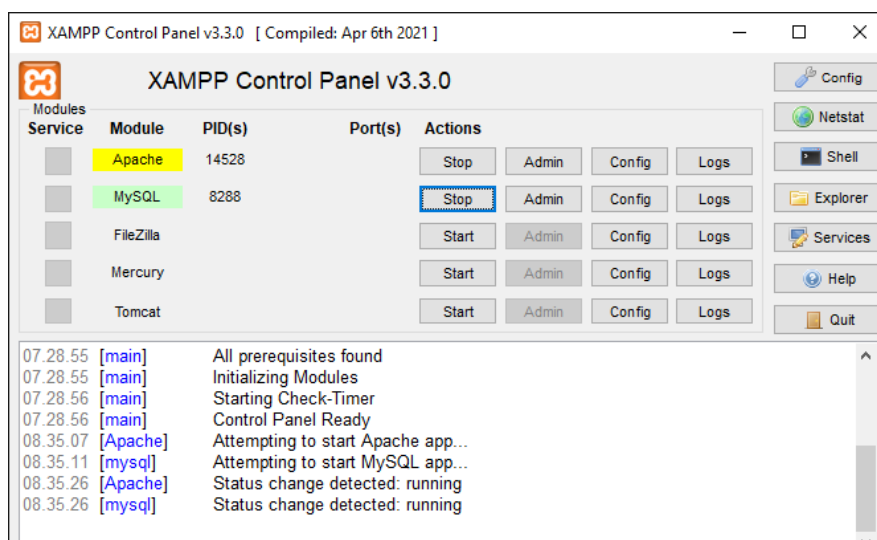 XAMPP Control Panel v3.3.0 [ Compiled: Apr 6th 2021 ]
XAMPP Control Panel v3.3.0
Config
Modules
Service Module PID(s) Port(s) Actions
Netstat
Apache 14528 Stop Admin Config Logs
Shell
MySQL 8288 Stop Admin Config Logs
Explorer
FileZilla Start Admin Config Logs
Services
Mercury Start Admin Config Logs
Help
Tomcat Start Admin Config Logs
Quit
07.28.55 [main] All prerequisites found
07.28.55 [main] Initializing Modules
07.28.56 [main] Starting Check-Timer
07.28.56 [main] Control Panel Ready
08.35.07 [Apache] Attempting to start Apache app...
08.35.11 [mysql] Attempting to start MySQL app...
08.35.26 [Apache] Status change detected: running
08.35.26 [mysql] Status change detected: running